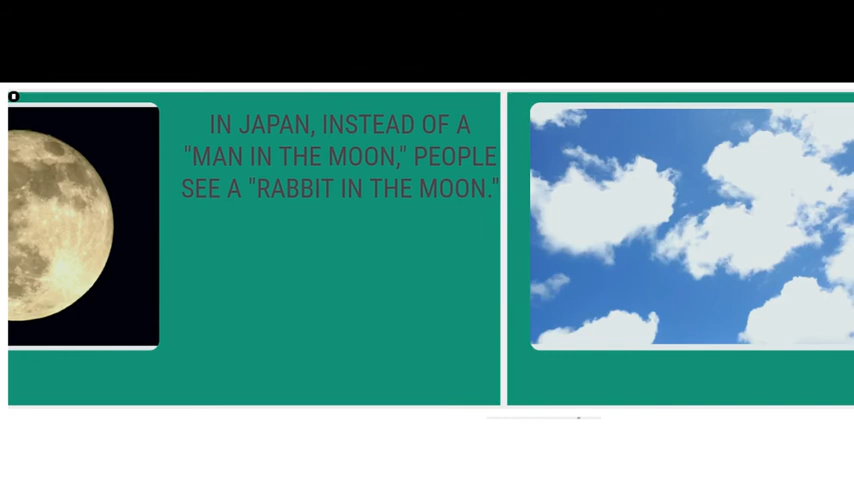 IN JAPAN, INSTEAD OF A
"MAN IN THE MOON," PEOPLE
SEE A "RABBIT IN THE MOON."